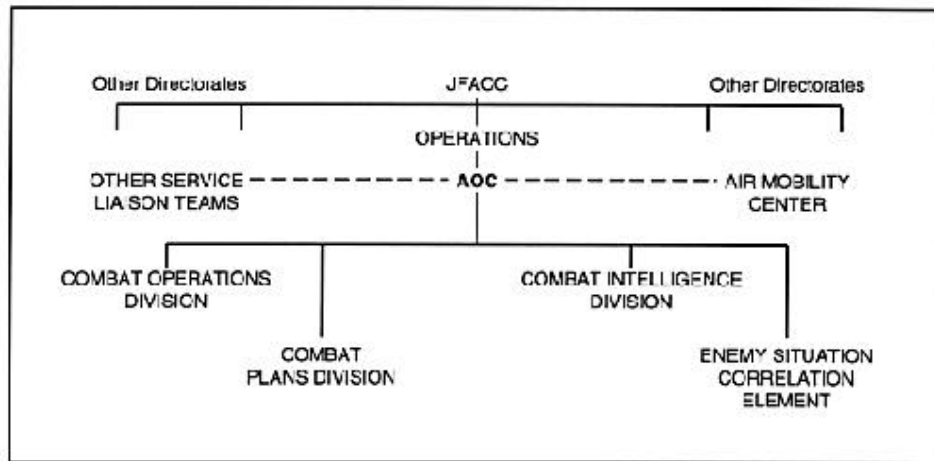 Other Directorates JFACC Other Directorates
OPERATIONS
OTHER SERVICE AOC AIR MOBILITY
LIAISON TEAMS CENTER
COMBAT OPERATIONS COMBAT INTELLIGENCE
DIVISION DIVISION
COMBAT ENEMY SITUATION
PLANS DIVISION CORRELATION
ELEMENT